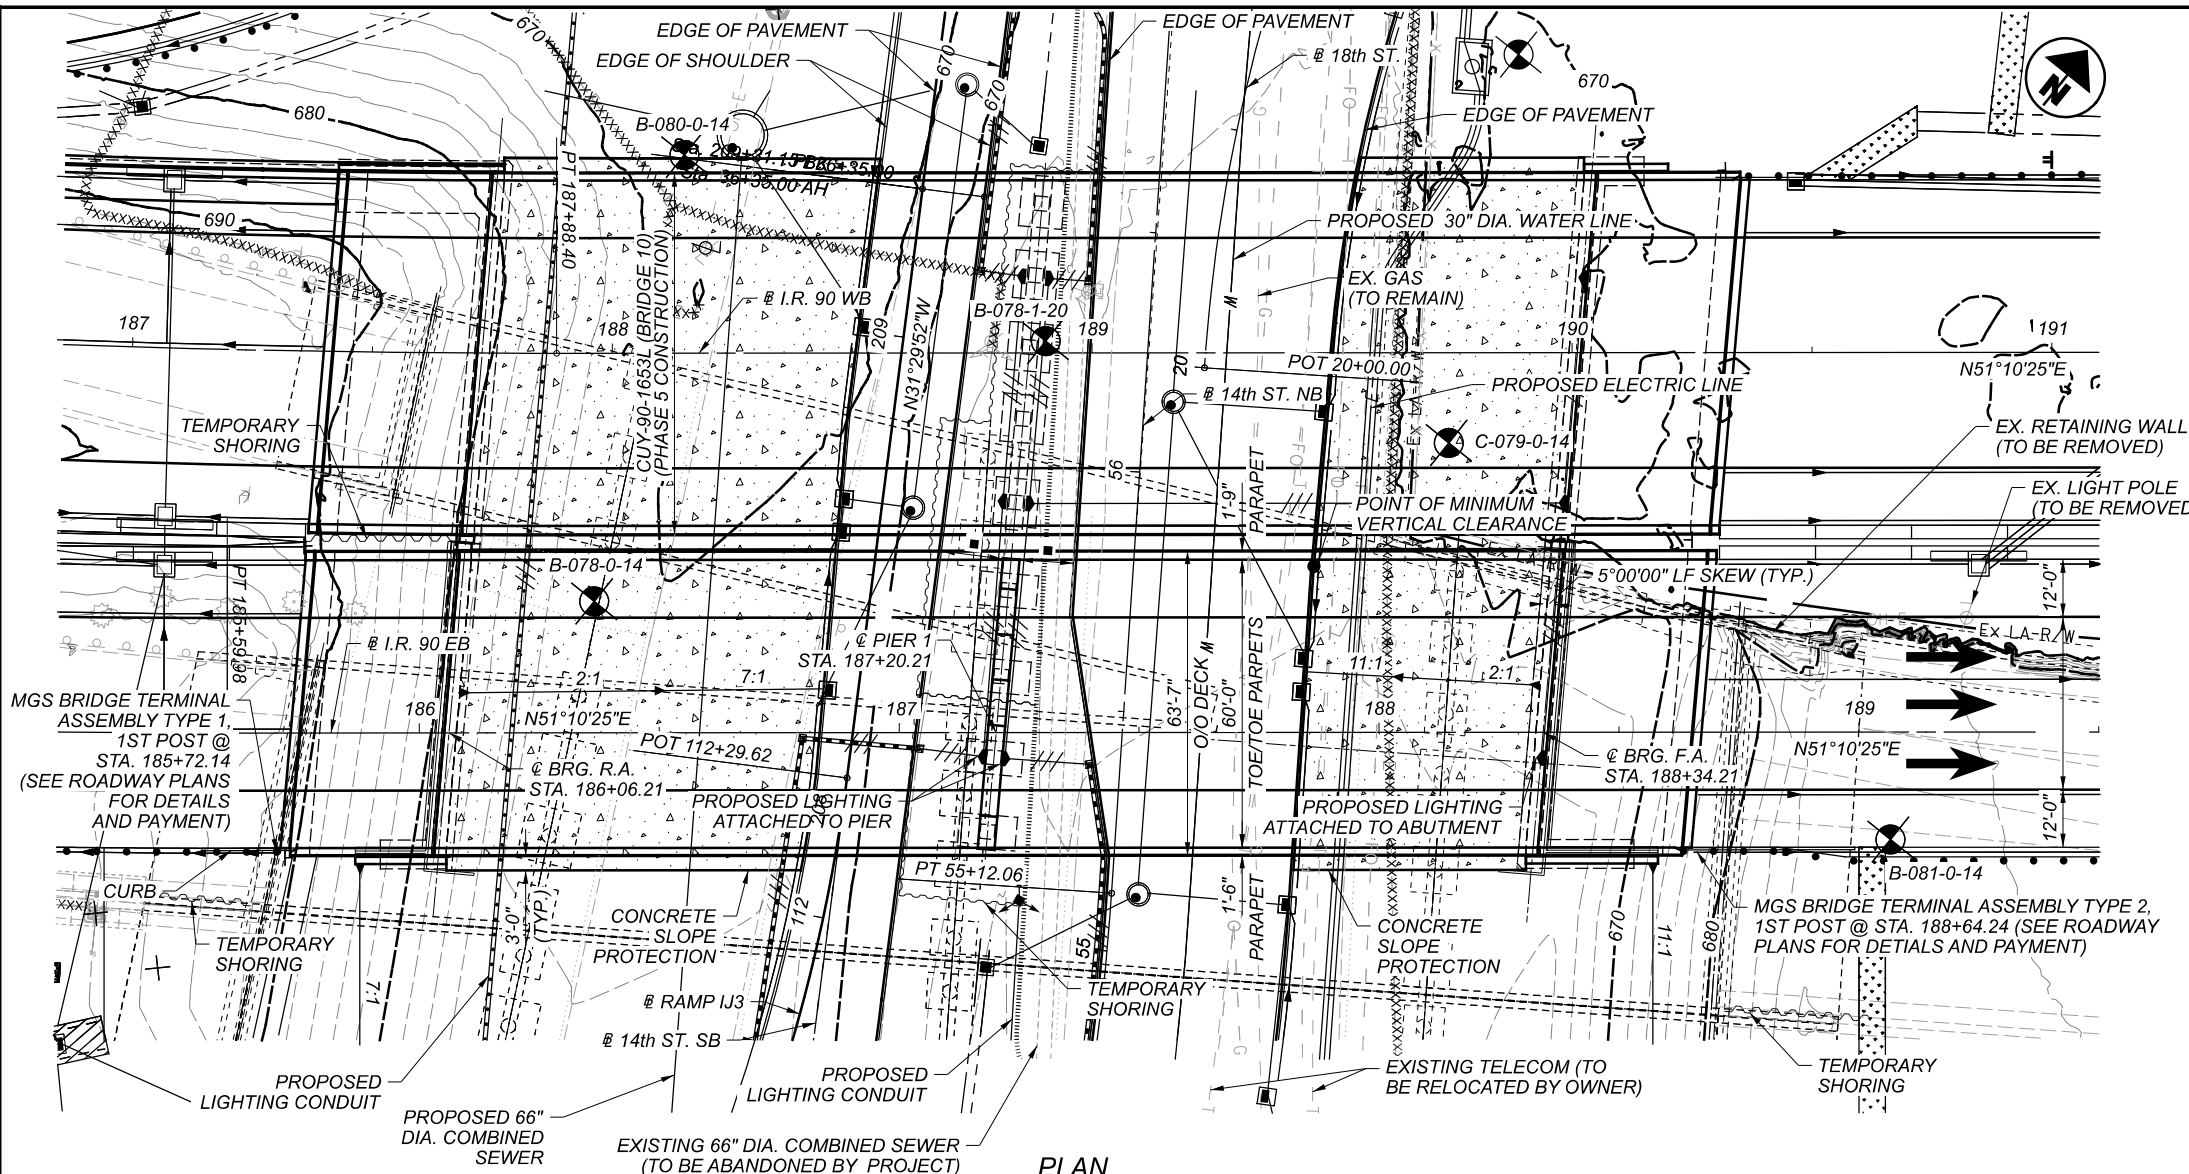 EDGE OF PAVEMENT
EDGE OF SHOULDER
EDGE OF PAVEMENT
℄ 18th ST.
EDGE OF PAVEMENT
N
670
670
670
670
680
690
B-080-0-14
Sta. 36+35.00 AH
PT 187+88.40
CUY-90-1653L (BRIDGE 10)
(PHASE 5 CONSTRUCTION)
PROPOSED 30" DIA. WATER LINE
EX. GAS
(TO REMAIN)
B I.R. 90 WB
B-078-1-20
187
188
189
190
191
209
N31°29'52"W
N51°10'25"E
20
POT 20+00.00
B 14th ST. NB
PROPOSED ELECTRIC LINE
TEMPORARY
SHORING
C-079-0-14
EX. RETAINING WALL
(TO BE REMOVED)
EX. LIGHT POLE
(TO BE REMOVED
56
W
1'-9"
PARAPET
POINT OF MINIMUM
VERTICAL CLEARANCE
B-078-0-14
5°00'00" LF SKEW (TYP.)
12'-0"
PT 185+59.98
B I.R. 90 EB
℄ PIER 1
STA. 187+20.21
Ex LA-R/W
2:1
7:1
11:1
2:1
63'-7"
O/O DECK
W
60'-0"
TOE/TOE PARPETS
MGS BRIDGE TERMINAL
ASSEMBLY TYPE 1,
1ST POST @
STA. 185+72.14
(SEE ROADWAY PLANS
FOR DETAILS
AND PAYMENT)
186
N51°10'25"E
187
188
189
POT 112+29.62
N51°10'25"E
℄ BRG. R.A.
STA. 186+06.21
℄ BRG. F.A.
STA. 188+34.21
PROPOSED LIGHTING
ATTACHED TO PIER
208
PROPOSED LIGHTING
ATTACHED TO ABUTMENT
12'-0"
B-081-0-14
CURB
PT 55+12.06
1'-6"
PARAPET
3'-0"
(TYP.)
CONCRETE
SLOPE
PROTECTION
112
55
CONCRETE
SLOPE
PROTECTION
670
11:1
680
MGS BRIDGE TERMINAL ASSEMBLY TYPE 2,
1ST POST @ STA. 188+64.24 (SEE ROADWAY
PLANS FOR DETIALS AND PAYMENT)
TEMPORARY
SHORING
7:1
B RAMP IJ3
B 14th ST. SB
TEMPORARY
SHORING
G
PROPOSED
LIGHTING CONDUIT
PROPOSED
LIGHTING CONDUIT
EXISTING TELECOM (TO
BE RELOCATED BY OWNER)
TEMPORARY
SHORING
PROPOSED 66"
DIA. COMBINED
SEWER
EXISTING 66" DIA. COMBINED SEWER
(TO BE ABANDONED BY PROJECT)
PLAN